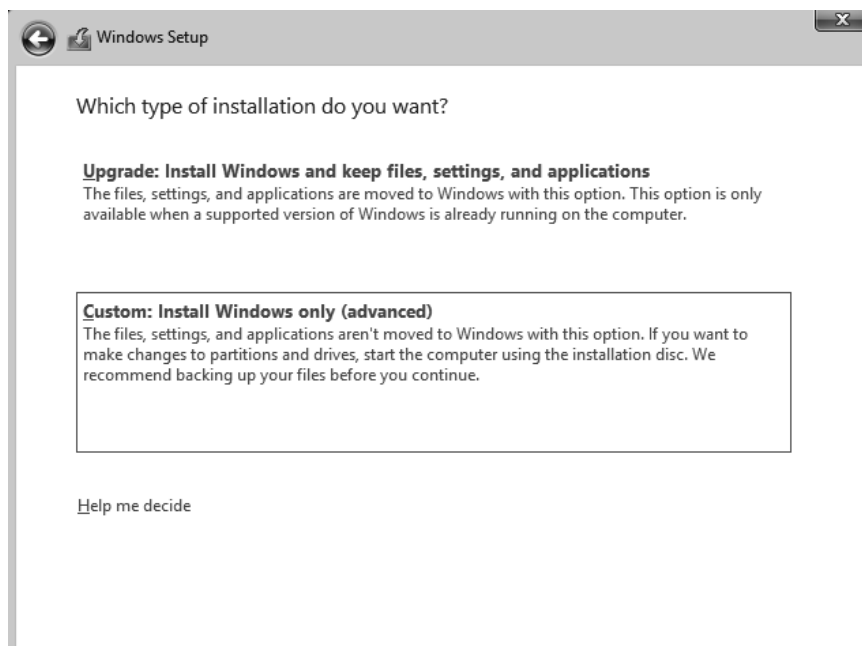 Windows Setup
Which type of installation do you want?
Upgrade: Install Windows and keep files, settings, and applications
The files, settings, and applications are moved to Windows with this option. This option is only
available when a supported version of Windows is already running on the computer.
Custom: Install Windows only (advanced)
The files, settings, and applications aren't moved to Windows with this option. If you want to
make changes to partitions and drives, start the computer using the installation disc. We
recommend backing up your files before you continue.
Help me decide